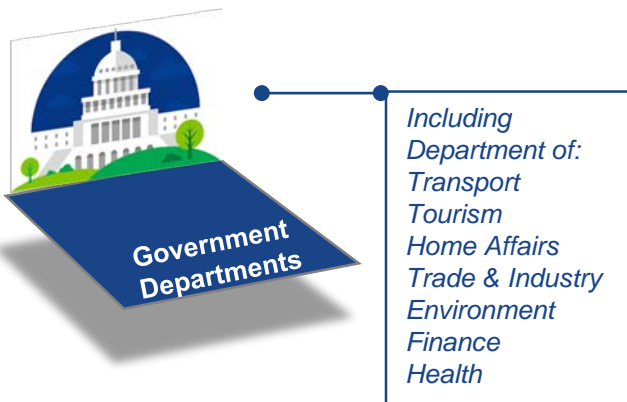 Government
Departments
Including
Department of:
Transport
Tourism
Home Affairs
Trade & Industry
Environment
Finance
Health